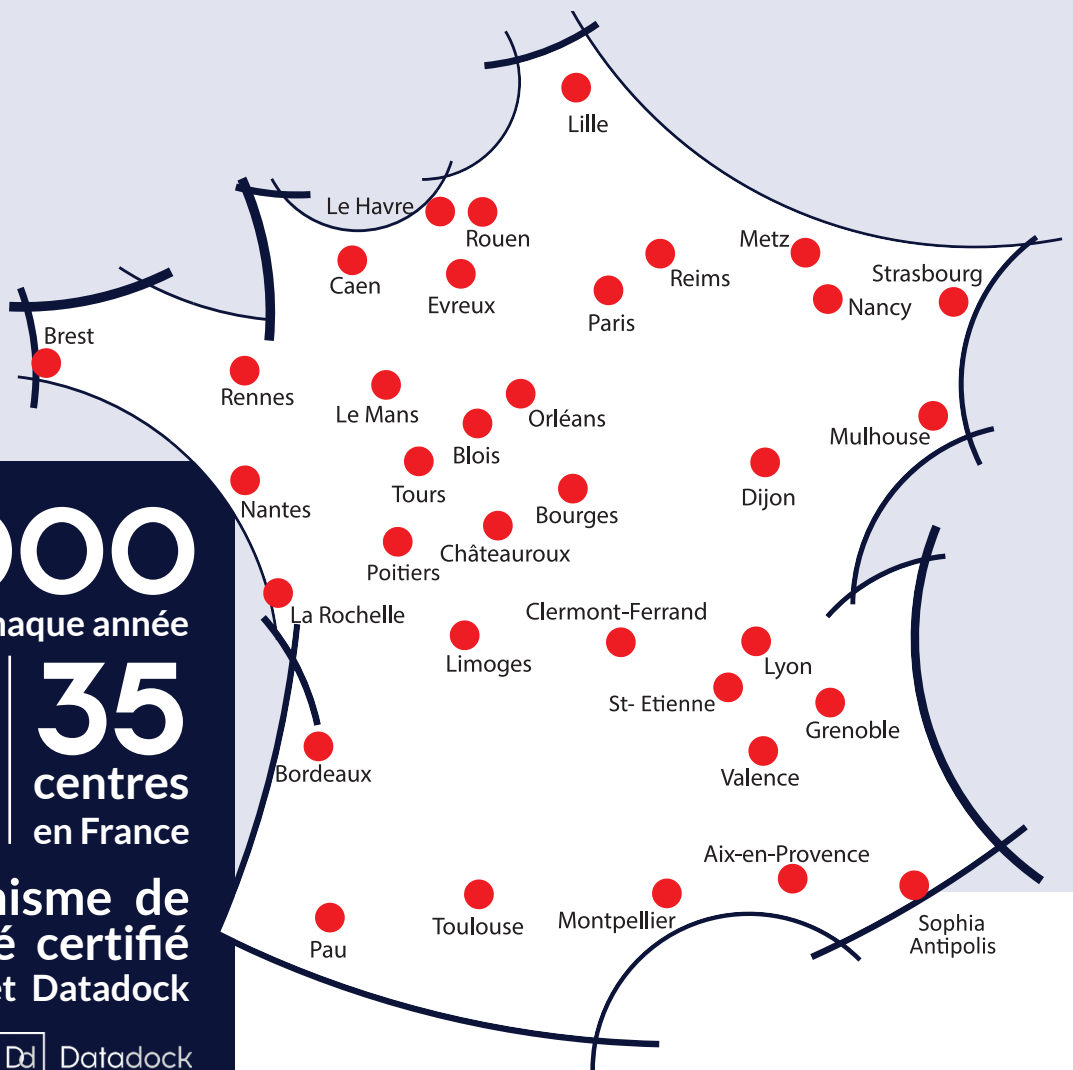 Lille
Le Havre
Rouen
Metz
Strasbourg
Reims
Caen
Evreux
Nancy
Paris
Brest
Rennes
Le Mans
Orléans
Mulhouse
Blois
Tours
Dijon
Nantes
Bourges
Châteauroux
Poitiers
La Rochelle
Clermont-Ferrand
Limoges
Lyon
St- Etienne
Grenoble
Bordeaux
Valence
Aix-en-Provence
Toulouse
Montpellier
Sophia
Antipolis
Pau
000
haque année
35
centres
en France
nisme de
é certifié
et Datadock
Dd Datadock